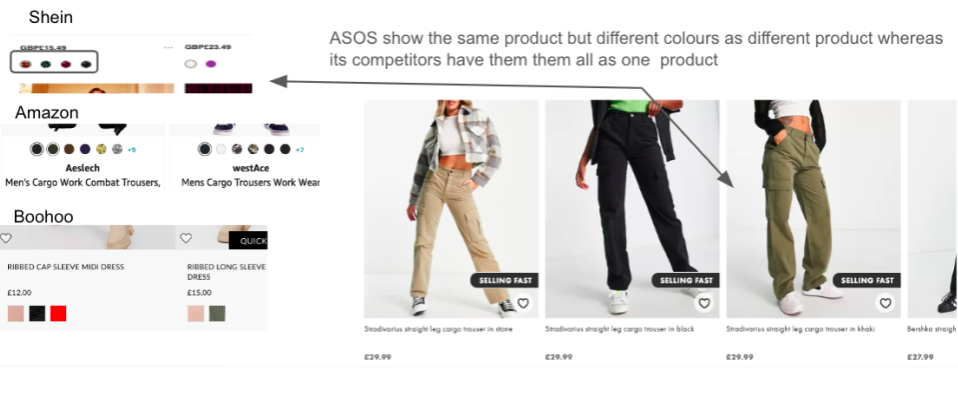 Shein
GBP£15.49
GBP£23.49
ASOS show the same product but different colours as different product whereas
its competitors have them them all as one product
Amazon
+9
+7
Aeslech
westAce
Men's Cargo Work Combat Trousers,
Mens Cargo Trousers Work Wear
Boohoo
QUICK
RIBBED CAP SLEEVE MIDI DRESS
£12.00
RIBBED LONG SLEEVE
DRESS
£15.00
SELLING FAST
SELLING FAST
SELLING FAST
Stradivarius straight leg cargo trouser in stone
Stradivarius straight leg cargo trouser in black
Stradivarius straight leg cargo trouser in khaki
Bershka straigh
£29.99
£29.99
£29.99
£27.99